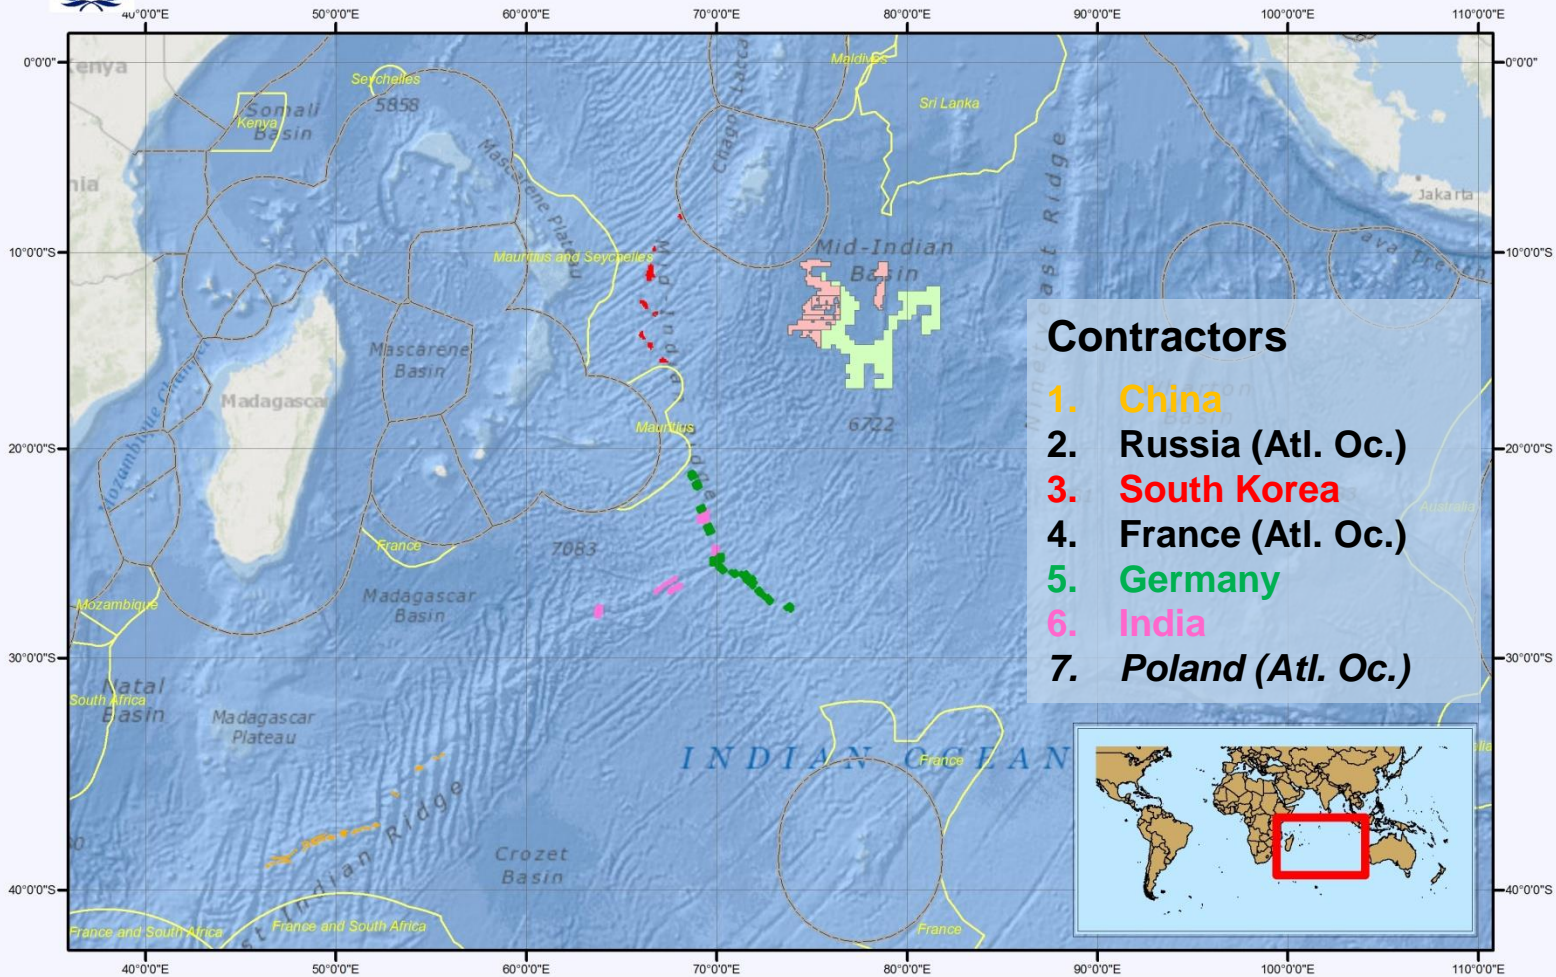 40°0'0"E 50°0'0"E 60°0'0"E 70°0'0"E 80°0'0"E 90°0'0"E 100°0'0"E 110°0'0"E
0°0'0" 0°0'0"
Kenya
Seychelles
Maldives
5858
Somali
Basin
Kenya
Sri Lanka
Mascarene Plateau
Jakarta
10°0'0"S 10°0'0"S
Mauritius and Seychelles
Mid-Indian
Basin
Java Trench
East Ridge
Mid-Indian
Ridge
Mascarene
Basin
Madagascar
Mozambique Channel
Mauritius
6722
20°0'0"S 20°0'0"S
Contractors
1. China
2. Russia (Atl. Oc.)
3. South Korea
4. France (Atl. Oc.)
5. Germany
6. India
7. Poland (Atl. Oc.)
Australia
France
7083
Madagascar
Basin
Mozambique
30°0'0"S 30°0'0"S
Natal
Basin
South Africa
Madagascar
Plateau
INDIAN OCEAN
France
Indian Ridge
Crozet
Basin
40°0'0"S 40°0'0"S
France and South Africa
France and South Africa
France
40°0'0"E 50°0'0"E 60°0'0"E 70°0'0"E 80°0'0"E 90°0'0"E 100°0'0"E 110°0'0"E